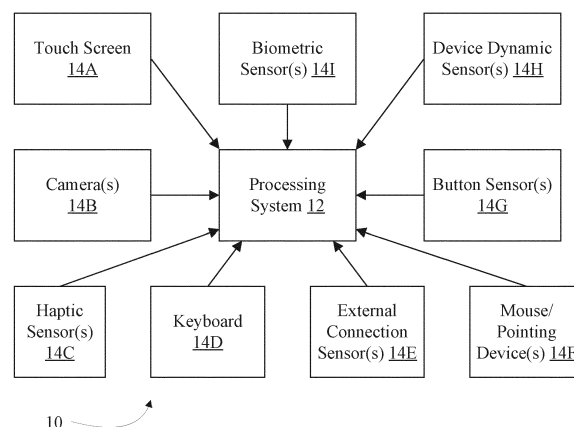 Touch Screen
14A
Biometric
Sensor(s) 14I
Device Dynamic
Sensor(s) 14H
Camera(s)
14B
Processing
System 12
Button Sensor(s)
14G
Haptic
Sensor(s)
14C
Keyboard
14D
External
Connection
Sensor(s) 14E
Mouse/
Pointing
Device(s) 14F
10